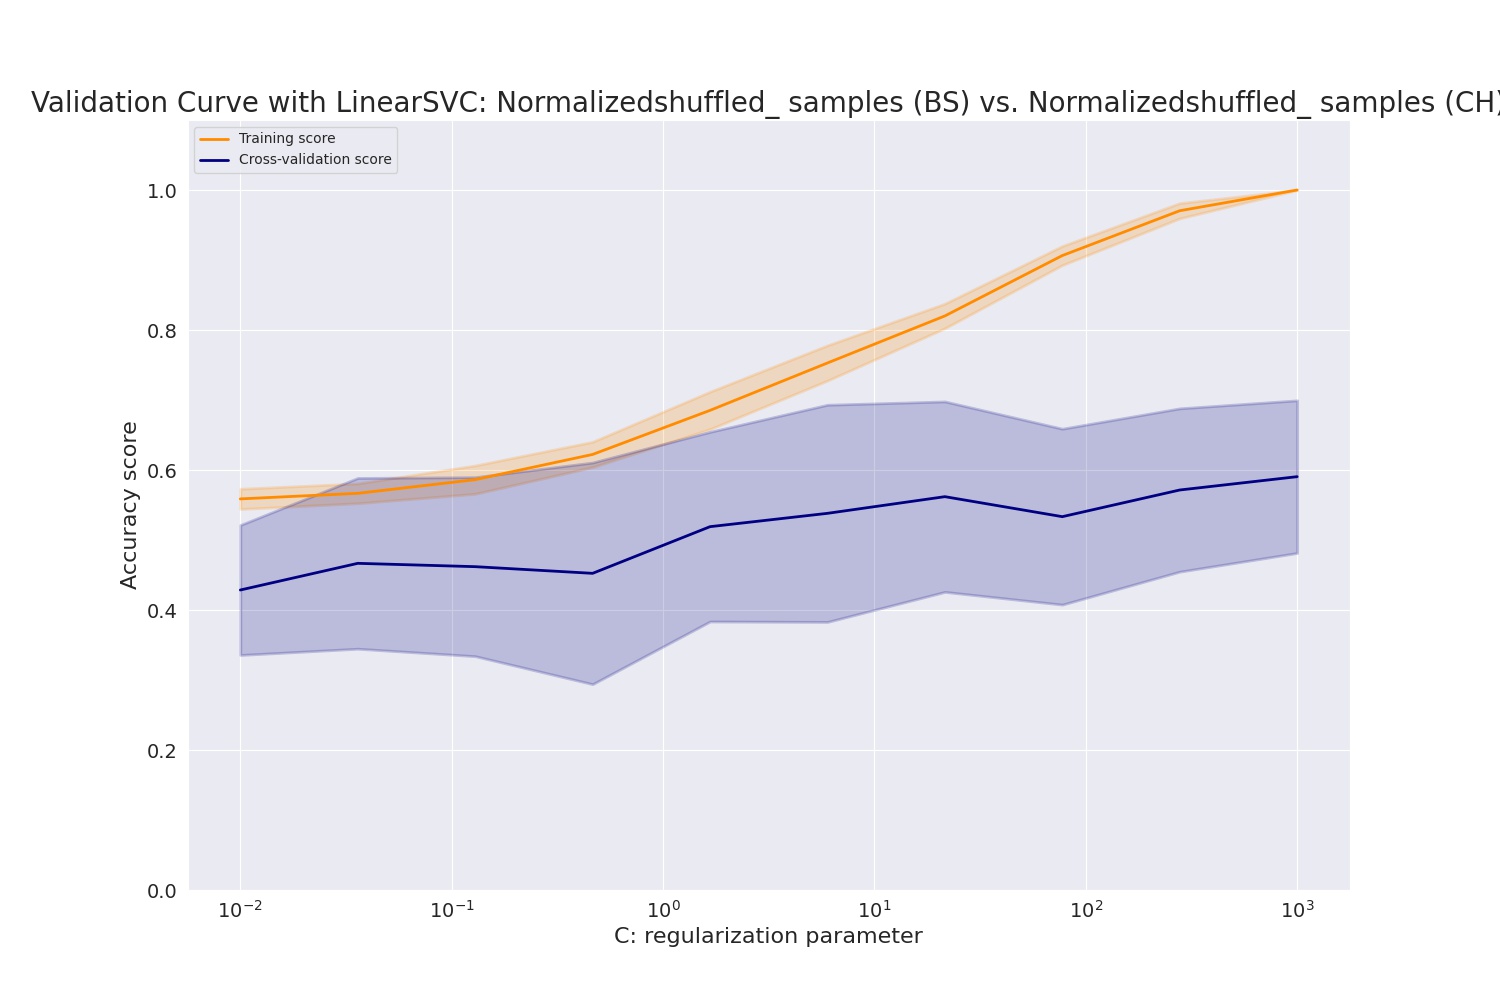 Validation Curve with LinearSVC: Normalizedshuffled_ samples (BS) vs. Normalizedshuffled_ samples (CH)
Training score
Cross-validation score
1.0
0.8
0.6
0.4
0.2
0.0
Accuracy score
10⁻² 10⁻¹ 10⁰ 10¹ 10² 10³
C: regularization parameter